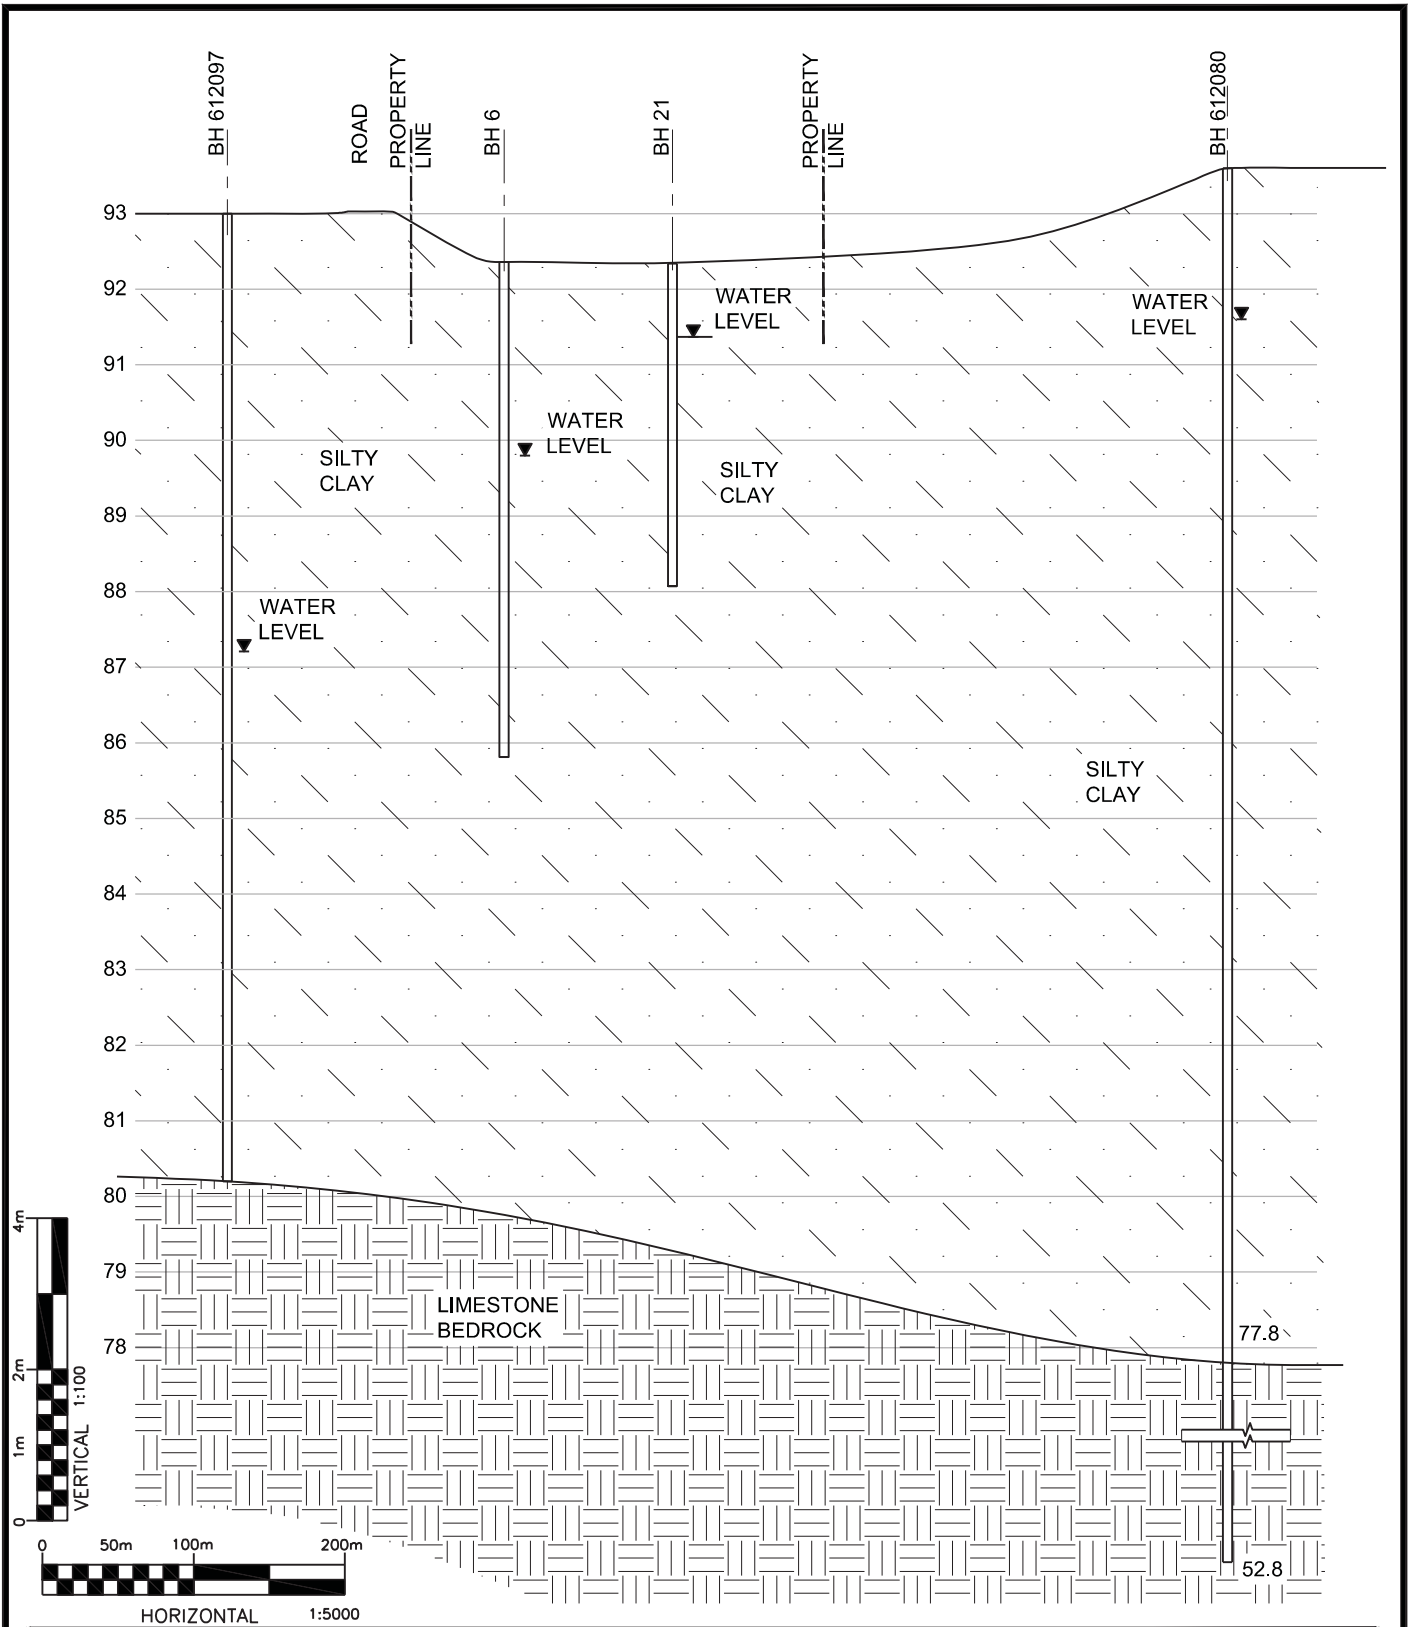 BH 612097
ROAD
PROPERTY
LINE
BH 6
BH 21
PROPERTY
LINE
BH 612080
93
92
91
90
89
88
87
86
85
84
83
82
81
80
79
78
WATER
LEVEL
WATER
LEVEL
WATER
LEVEL
WATER
LEVEL
SILTY
CLAY
SILTY
CLAY
SILTY
CLAY
LIMESTONE
BEDROCK
77.8
52.8
4m
2m
1m
0
VERTICAL 1:100
0 50m 100m 200m
HORIZONTAL 1:5000